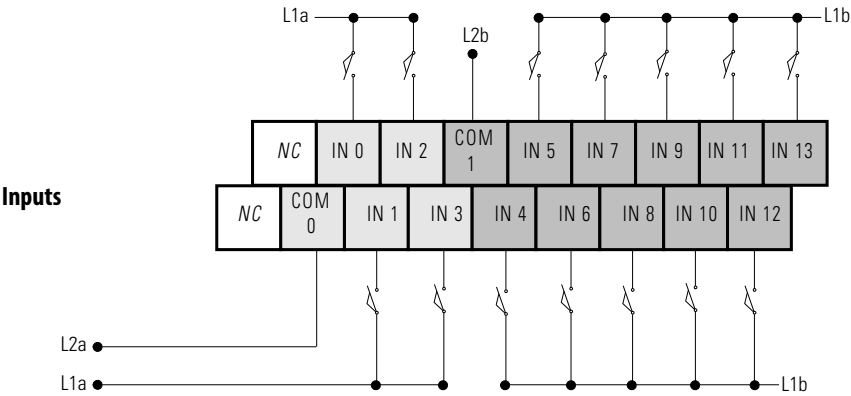 L1a
L1b
L2b
NC IN 0 IN 2 COM 1 IN 5 IN 7 IN 9 IN 11 IN 13
Inputs
NC COM 0 IN 1 IN 3 IN 4 IN 6 IN 8 IN 10 IN 12
L2a
L1a
L1b